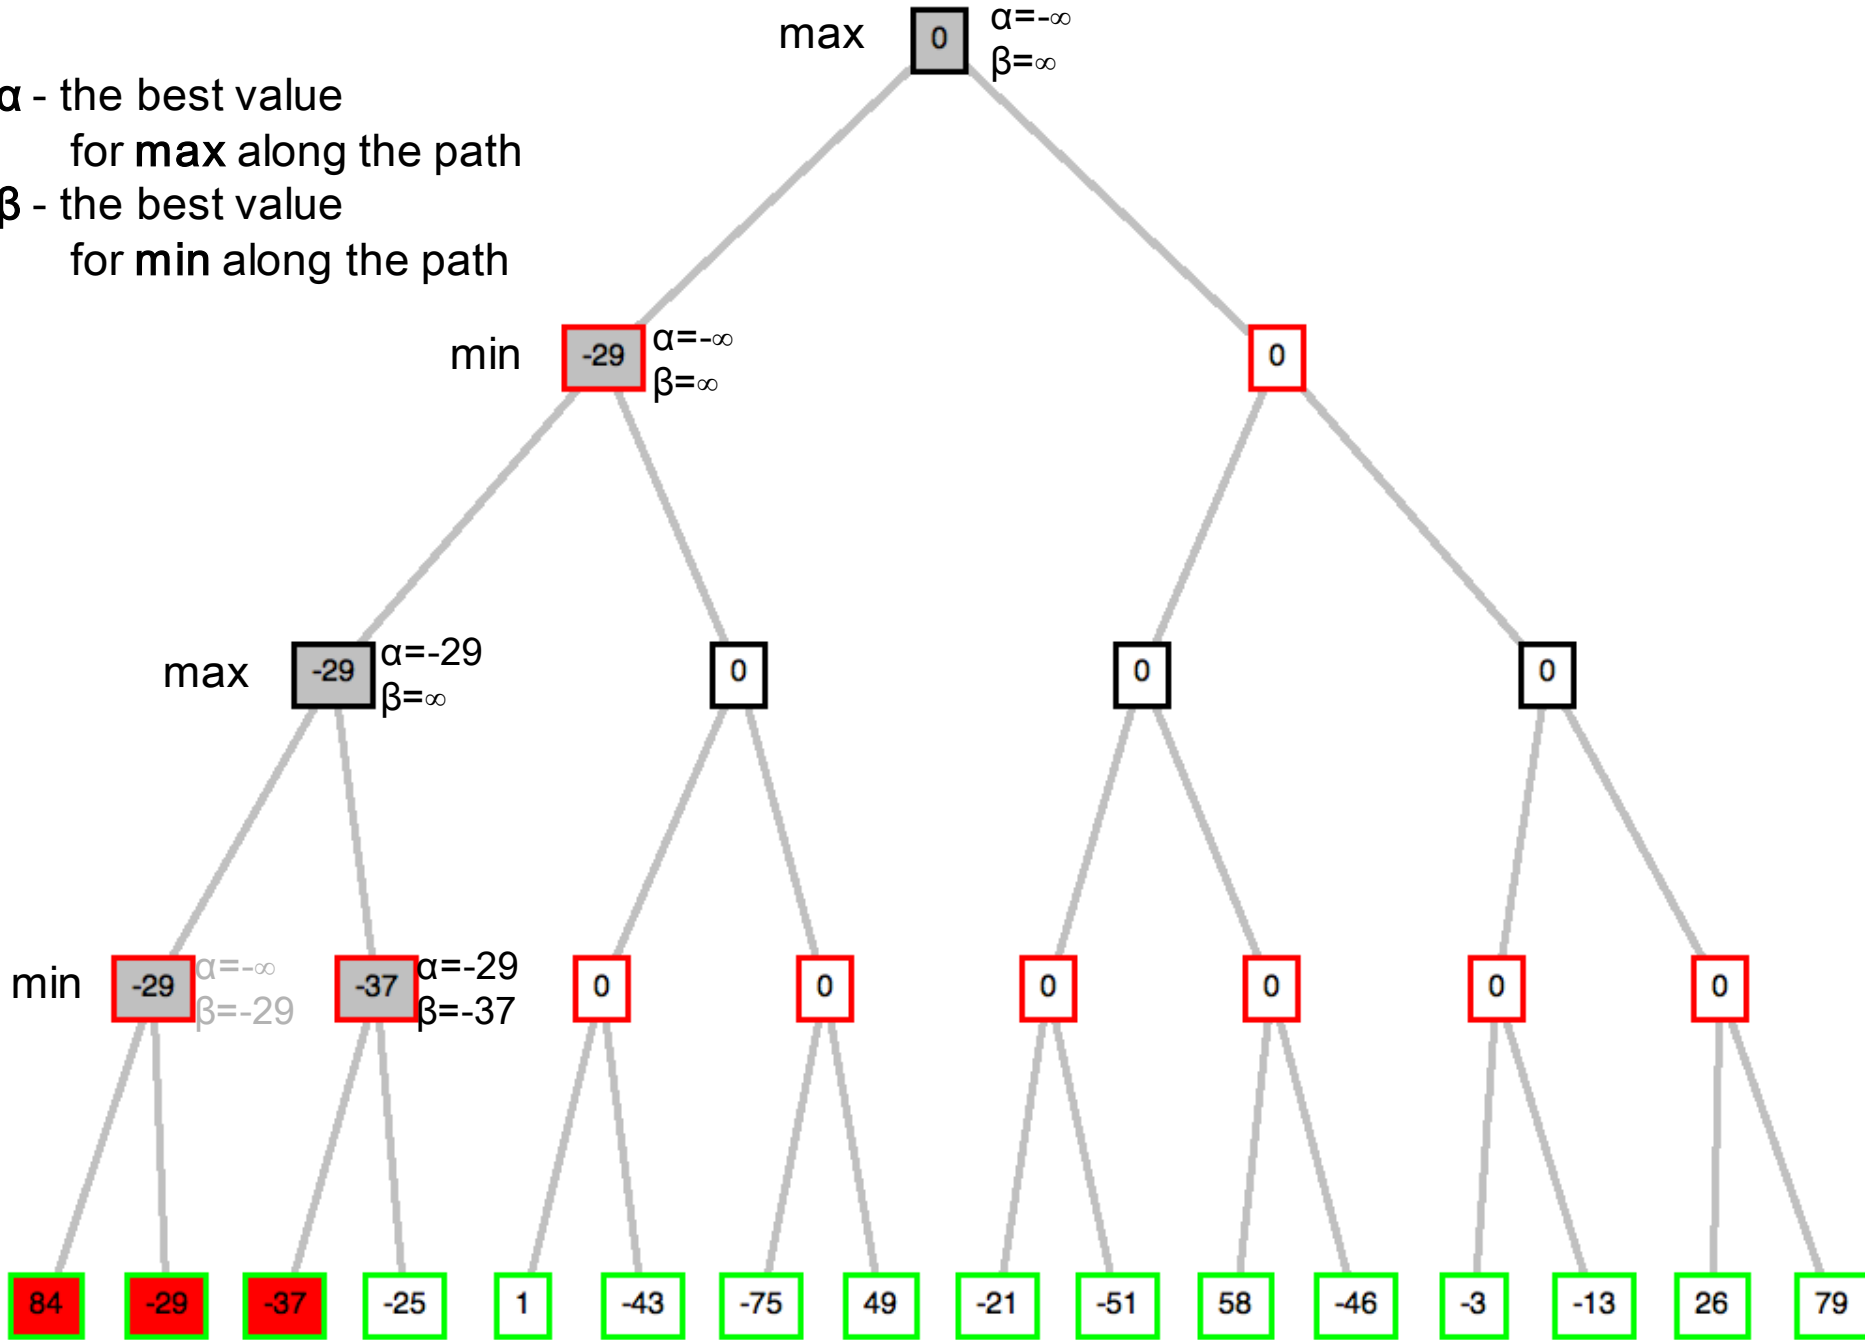 max 0 α=-∞
β=∞
α - the best value
for max along the path
β - the best value
for min along the path
min -29 α=-∞ 0
β=∞
max -29 α=-29 0 0 0
β=∞
min -29 α=-∞ -37 α=-29 0 0 0 0 0 0
β=-29 β=-37
84 -29 -37 -25 1 -43 -75 49 -21 -51 58 -46 -3 -13 26 79